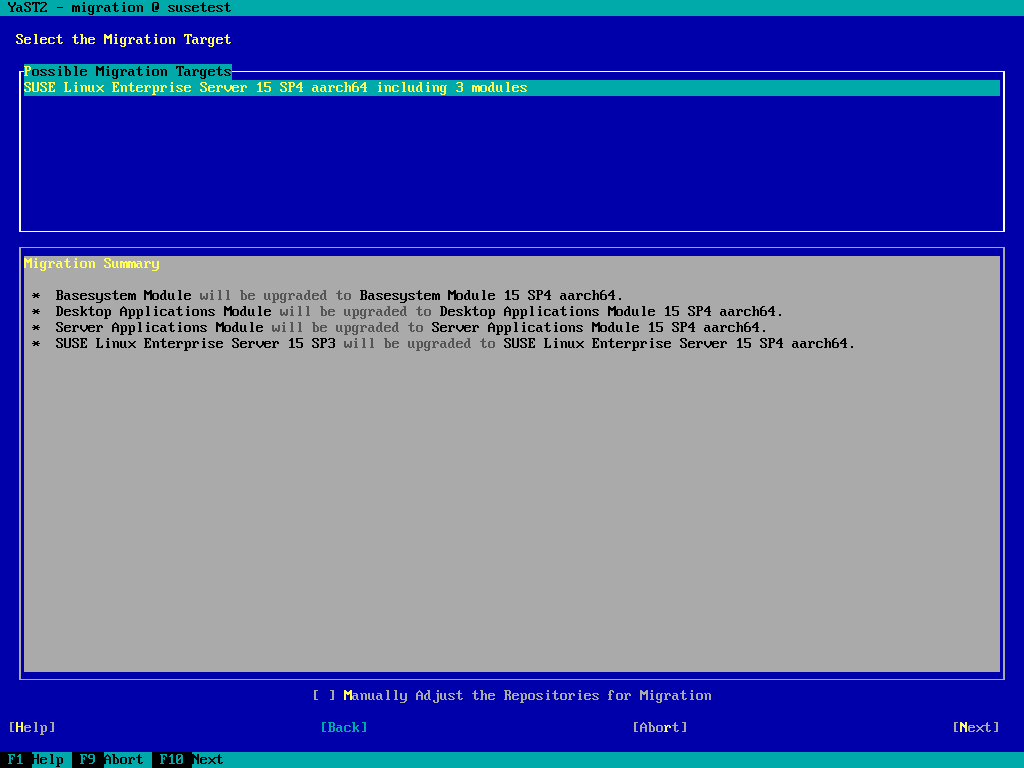 YaST2 - migration @ susetest
Select the Migration Target
Possible Migration Targets
SUSE Linux Enterprise Server 15 SP4 aarch64 including 3 modules
Migration Summary
* Basesystem Module will be upgraded to Basesystem Module 15 SP4 aarch64.
* Desktop Applications Module will be upgraded to Desktop Applications Module 15 SP4 aarch64.
* Server Applications Module will be upgraded to Server Applications Module 15 SP4 aarch64.
* SUSE Linux Enterprise Server 15 SP3 will be upgraded to SUSE Linux Enterprise Server 15 SP4 aarch64.
[ ] Manually Adjust the Repositories for Migration
[Help] [Back] [Abort] [Next]
F1 Help F9 Abort F10 Next